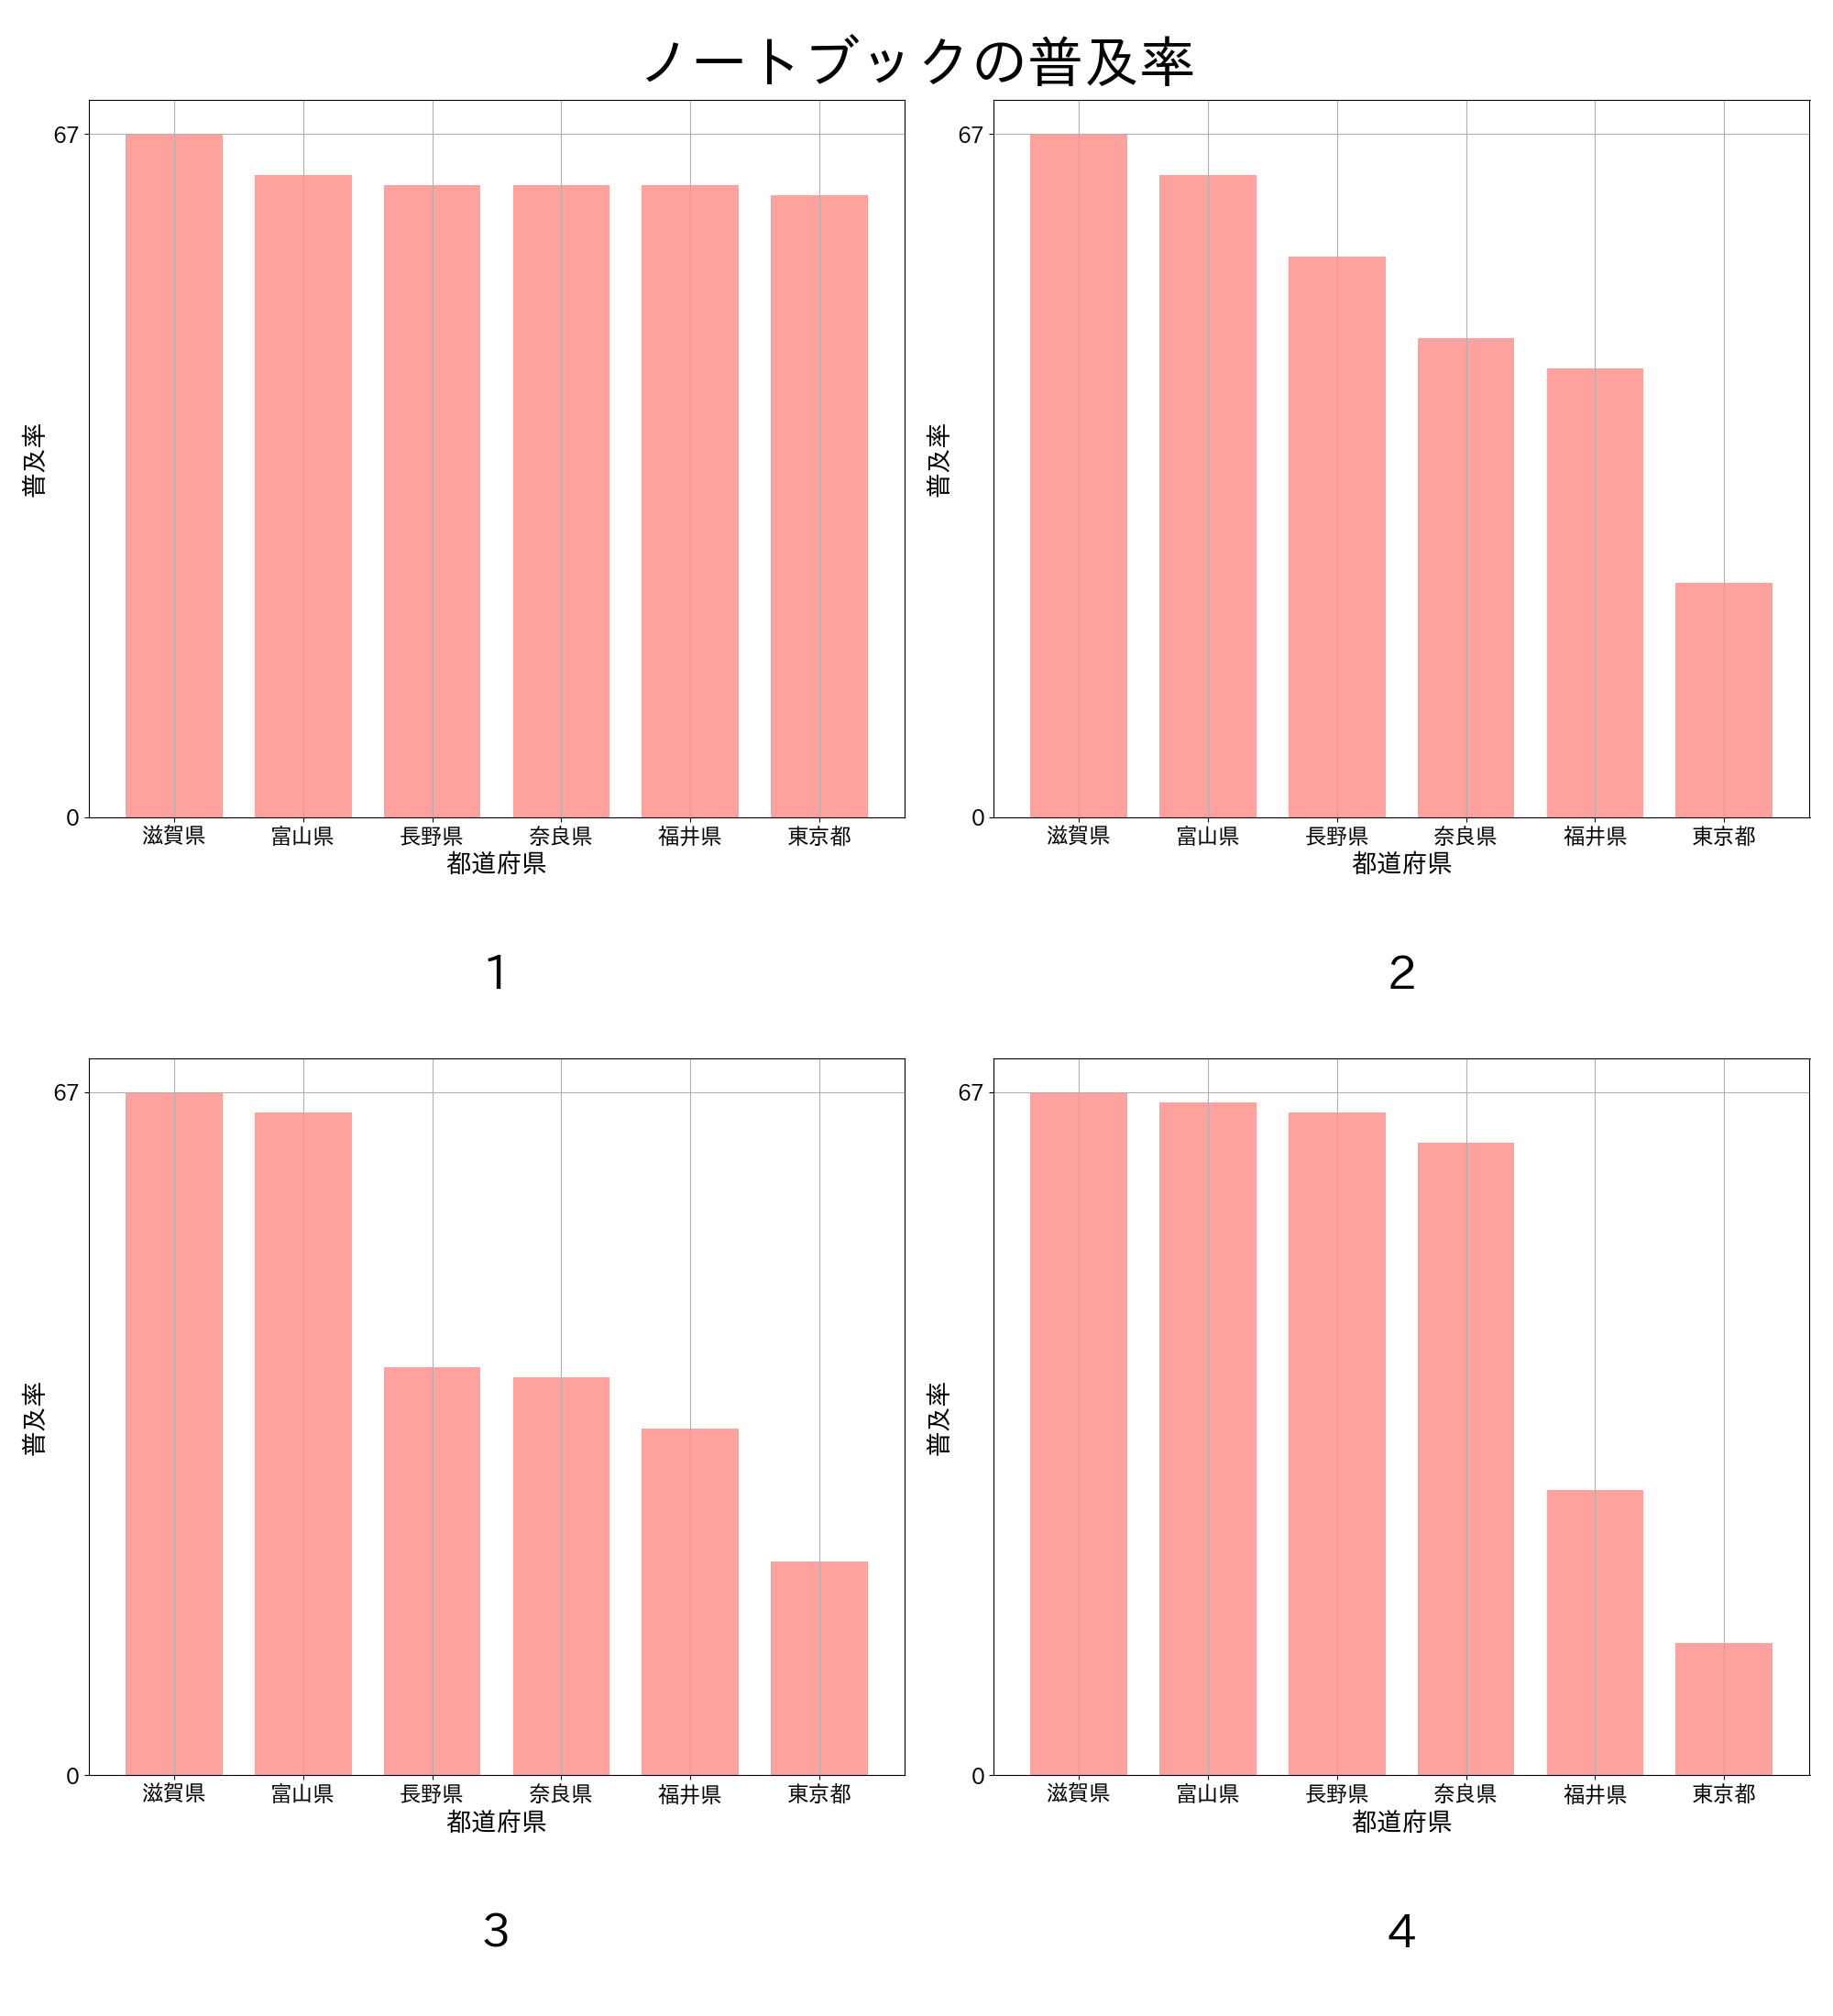 ノートブックの普及率
67
0
普及率
滋賀県 富山県 長野県 奈良県 福井県 東京都
都道府県
1
67
0
普及率
滋賀県 富山県 長野県 奈良県 福井県 東京都
都道府県
2
67
0
普及率
滋賀県 富山県 長野県 奈良県 福井県 東京都
都道府県
3
67
0
普及率
滋賀県 富山県 長野県 奈良県 福井県 東京都
都道府県
4